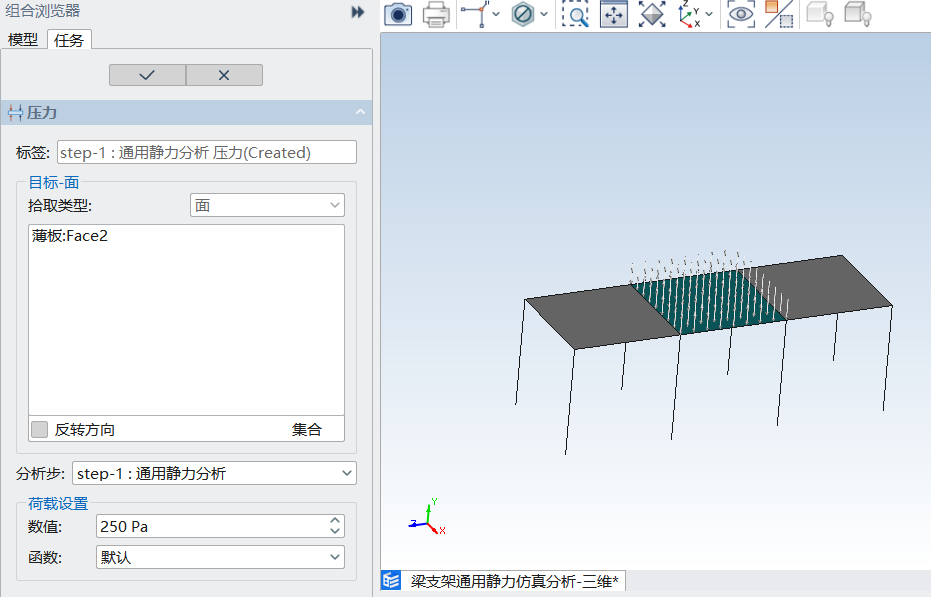 组合浏览器
模型 任务
压力
标签: step-1 : 通用静力分析 压力(Created)
目标-面
拾取类型: 面
薄板:Face2
反转方向 集合
分析步: step-1 : 通用静力分析
荷载设置
数值: 250 Pa
函数: 默认
Z Y X
Y
Z X
梁支架通用静力仿真分析-三维*